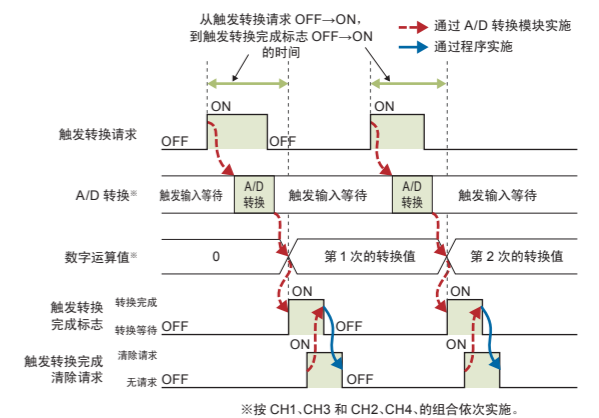 从触发转换请求 OFF→ON,
到触发转换完成标志 OFF→ON
的时间
通过 A/D 转换模块实施
通过程序实施
ON
ON
触发转换请求
OFF
OFF
A/D 转换※
触发输入等待
A/D
转换
触发输入等待
A/D
转换
触发输入等待
数字运算值※
0
第 1 次的转换值
第 2 次的转换值
ON
ON
触发转换
完成标志
转换完成
转换等待
OFF
OFF
OFF
ON
ON
触发转换完成
清除请求
清除请求
无请求
OFF
OFF
※按 CH1、CH3 和 CH2、CH4、的组合依次实施。